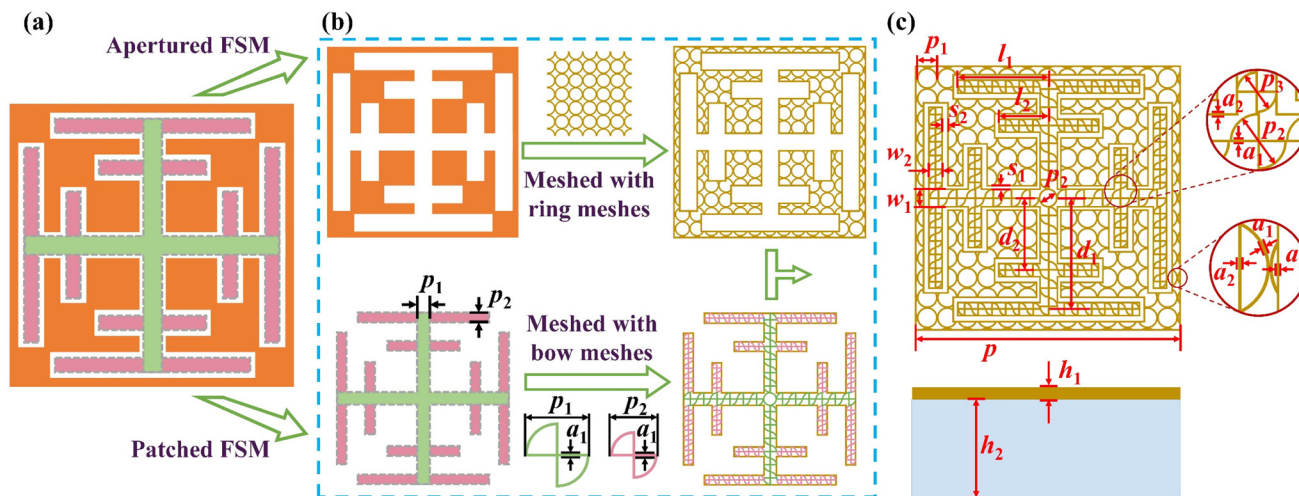 (a)
Apertured FSM
Patched FSM
(b)
Meshed with
ring meshes
p1
p2
Meshed with
bow meshes
p1
a1
p2
a1
(c)
p1
l1
l2
s2
w2
w1
s1
p2
d2
d1
p
a2
p3
p2
a1
a1
a2
a
h1
h2